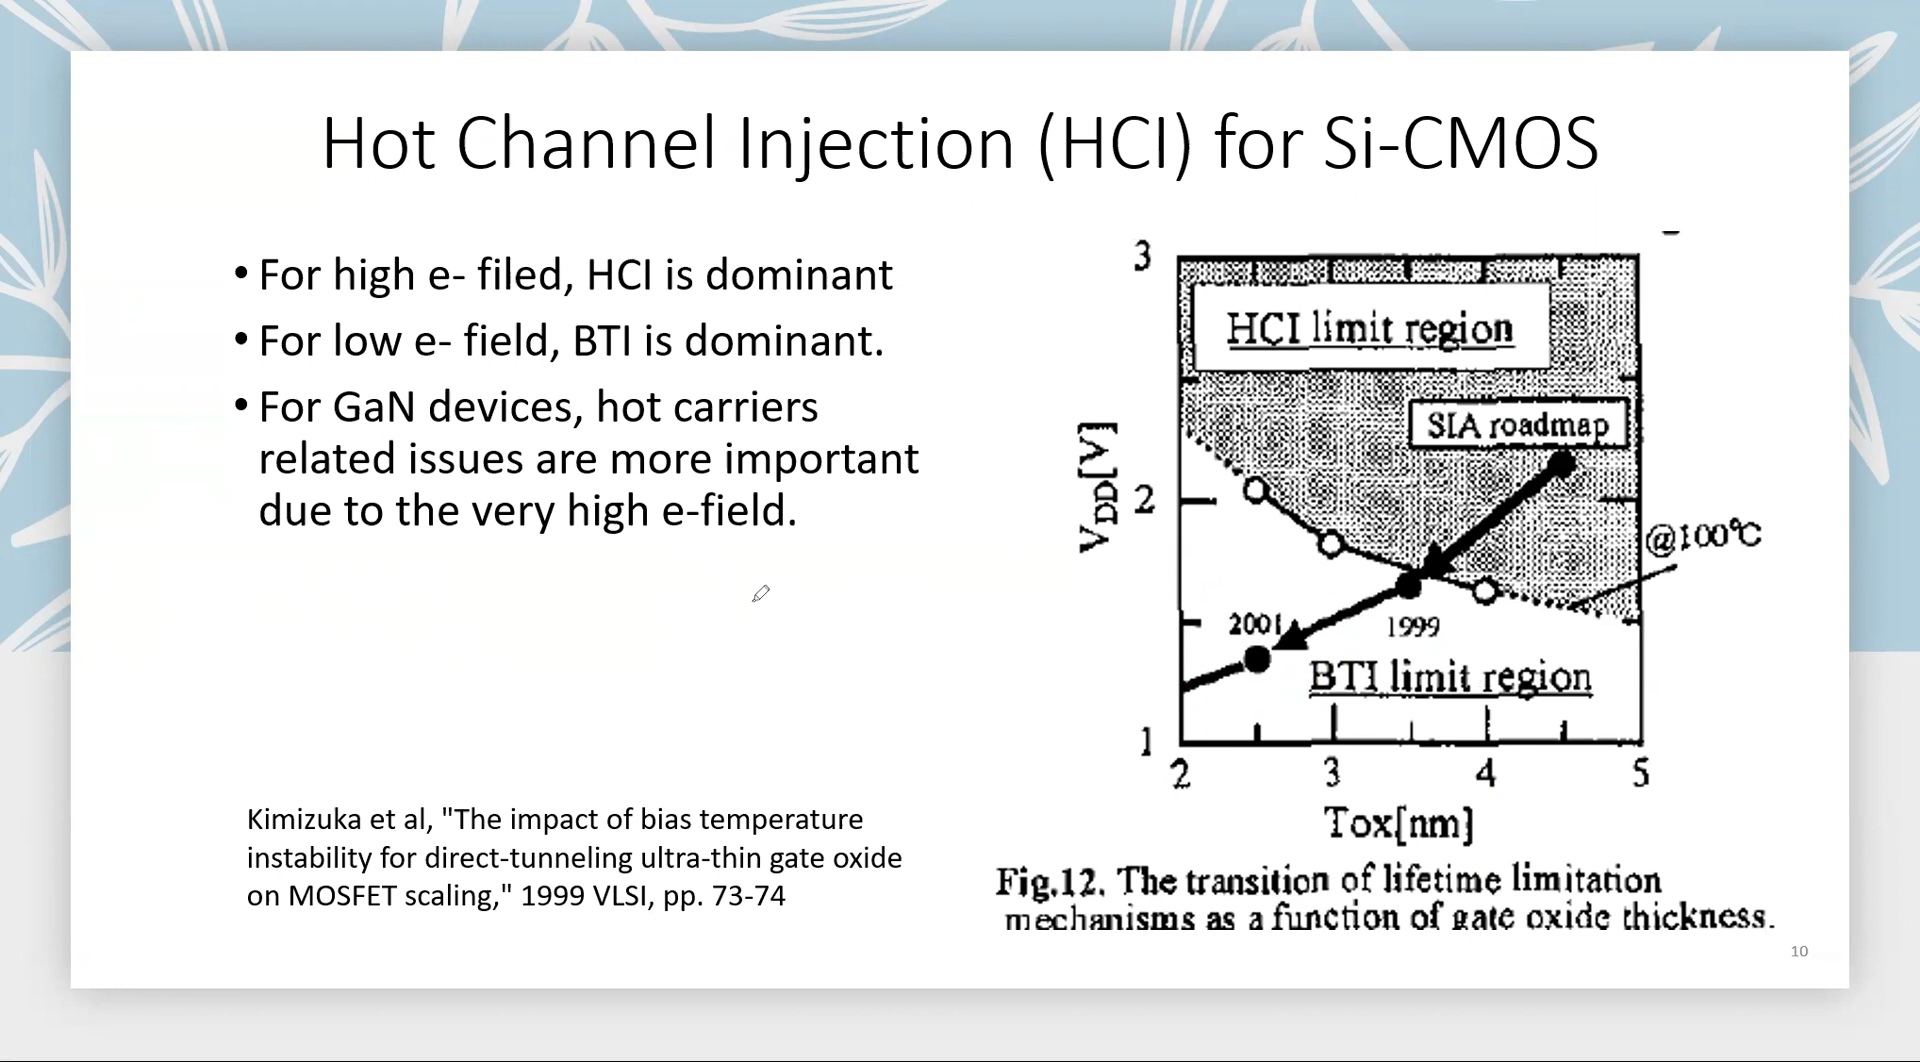 Hot Channel Injection (HCI) for Si-CMOS
• For high e- filed, HCI is dominant
• For low e- field, BTI is dominant.
• For GaN devices, hot carriers
related issues are more important
due to the very high e-field.
Kimizuka et al, "The impact of bias temperature
instability for direct-tunneling ultra-thin gate oxide
on MOSFET scaling," 1999 VLSI, pp. 73-74
3
HCI limit region
SIA roadmap
VDD[V]
2
@100℃
2001
1999
BTI limit region
1
2 3 4 5
Tox[nm]
Fig.12. The transition of lifetime limitation
mechanisms as a function of gate oxide thickness.
10